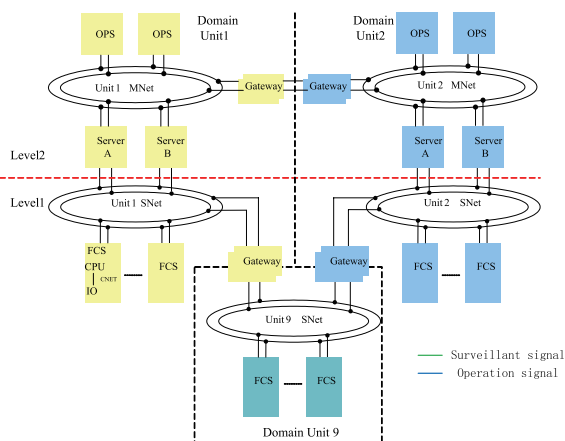 Domain
Unit1
Domain
Unit2
OPS
OPS
OPS
OPS
Unit 1 MNet
Gateway
Gateway
Unit 2 MNet
Server
A
Server
B
Server
A
Server
B
Level2
Level1
Unit 1 SNet
Unit 2 SNet
FCS
CPU
CNET
IO
FCS
Gateway
Gateway
FCS
FCS
Unit 9 SNet
FCS
FCS
Surveillant signal
Operation signal
Domain Unit 9